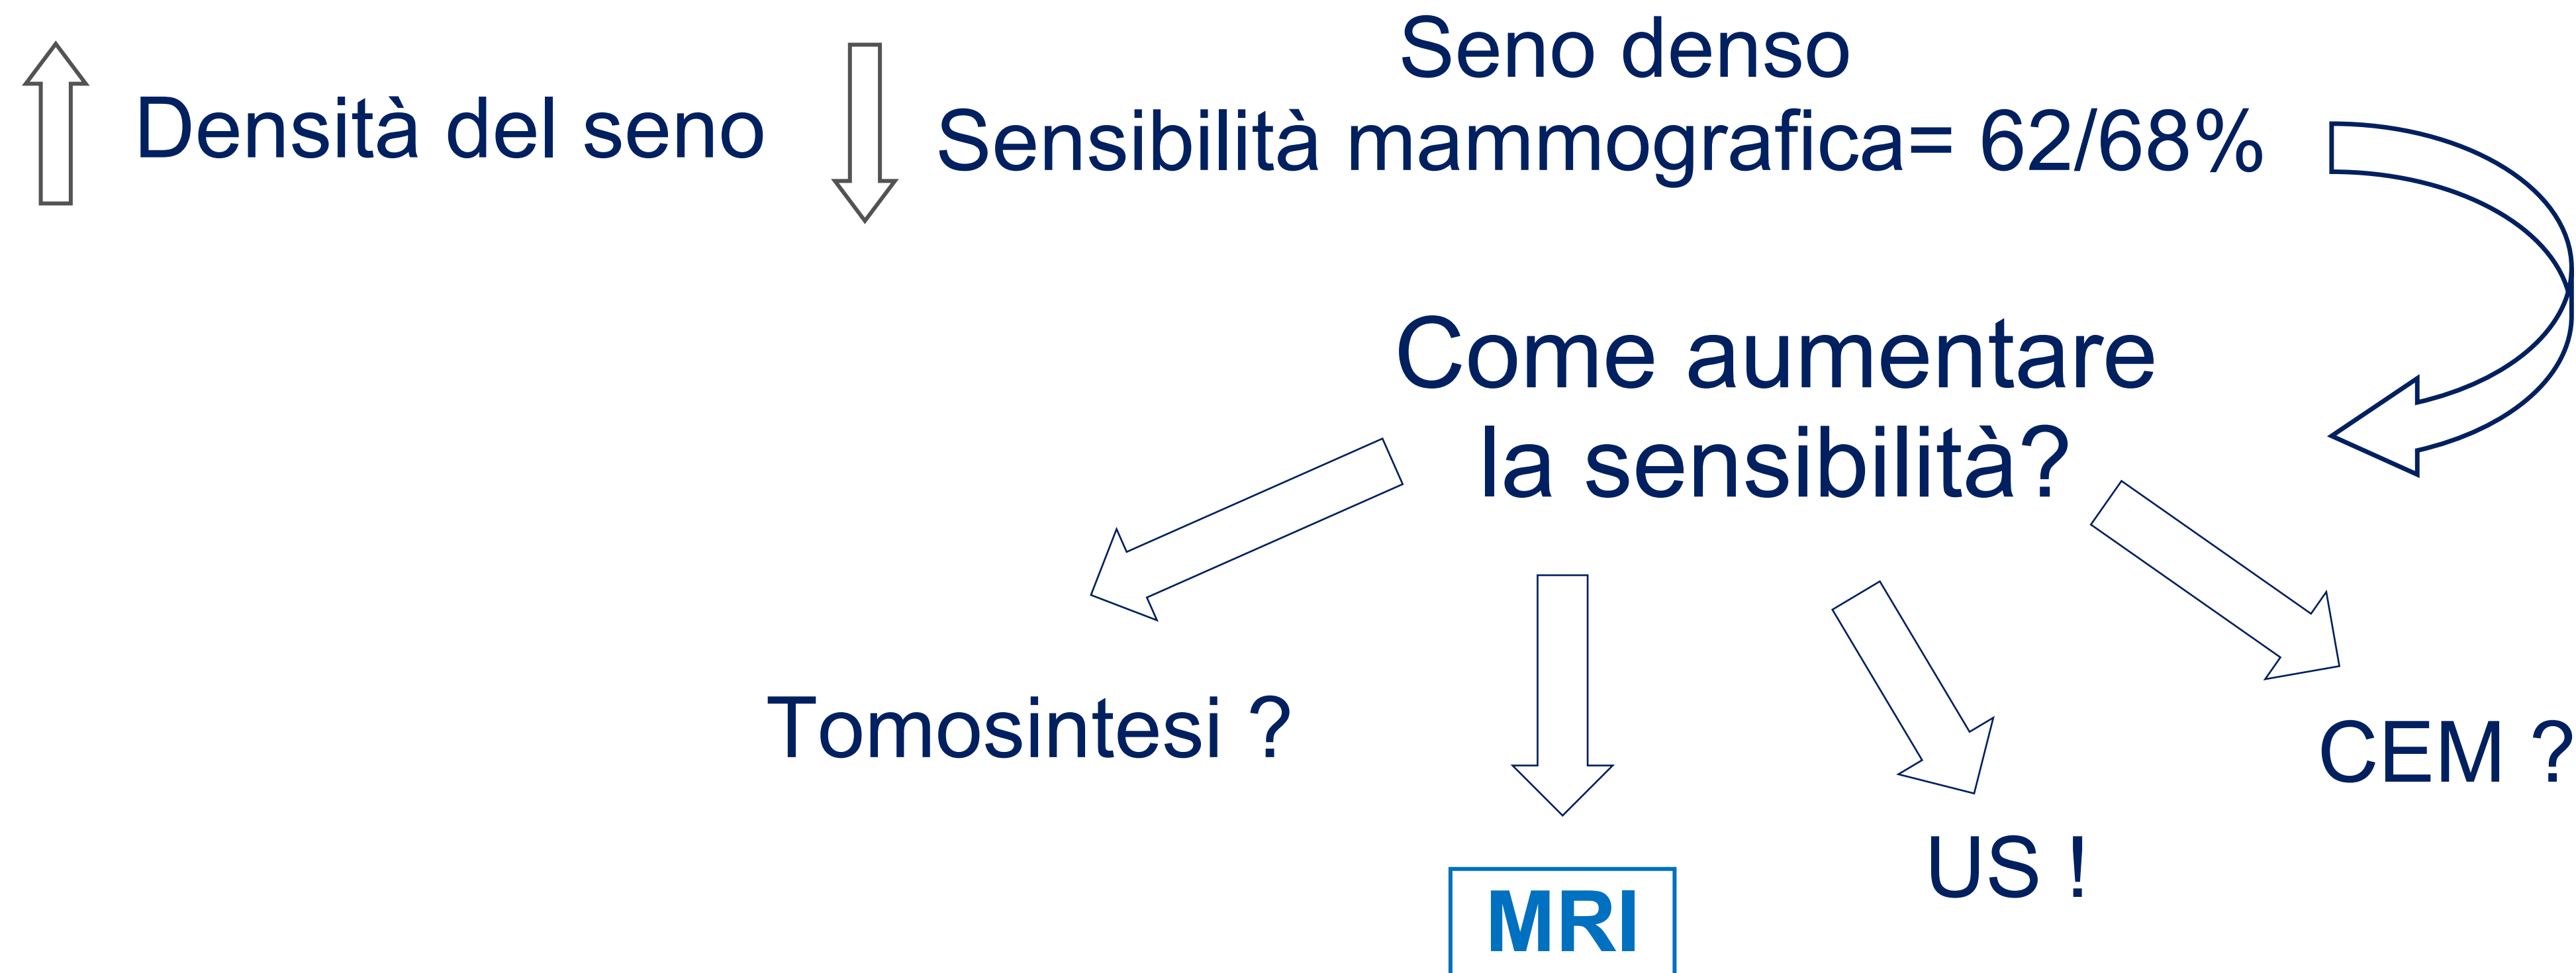 Seno denso
Densità del seno
Sensibilità mammografica= 62/68%
Come aumentare
la sensibilità?
Tomosintesi ?
CEM ?
US !
MRI